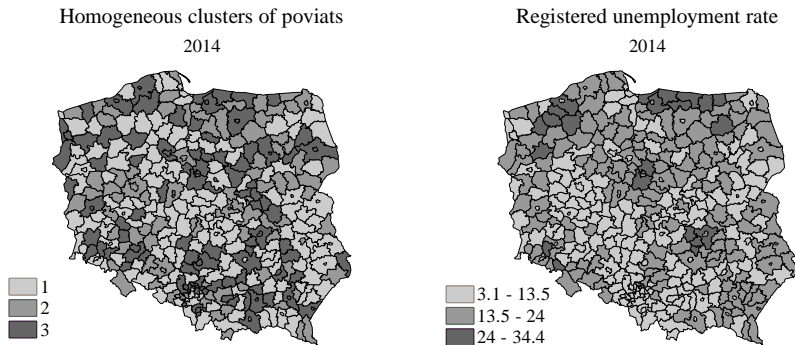 Homogeneous clusters of poviats
2014
1
2
3
Registered unemployment rate
2014
3.1 - 13.5
13.5 - 24
24 - 34.4